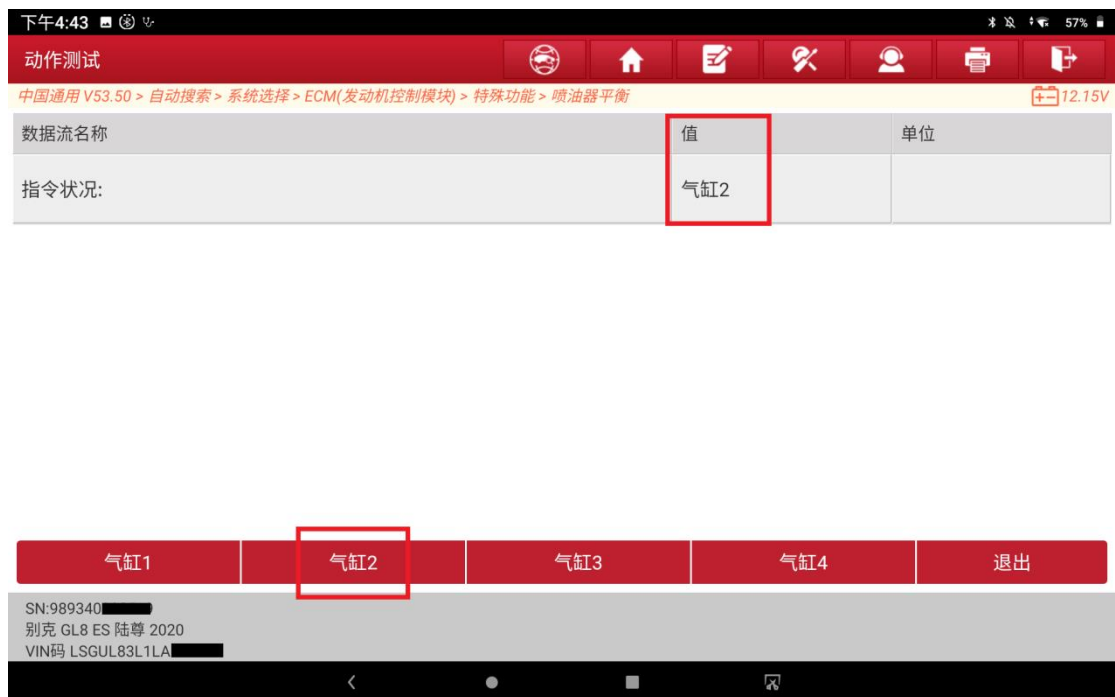 下午4:43 57%
动作测试
中国通用 V53.50 > 自动搜索 > 系统选择 > ECM(发动机控制模块) > 特殊功能 > 喷油器平衡 12.15V
数据流名称 值 单位
指令状况: 气缸2
气缸1 气缸2 气缸3 气缸4 退出
SN:989340
别克 GL8 ES 陆尊 2020
VIN码 LSGUL83L1LA